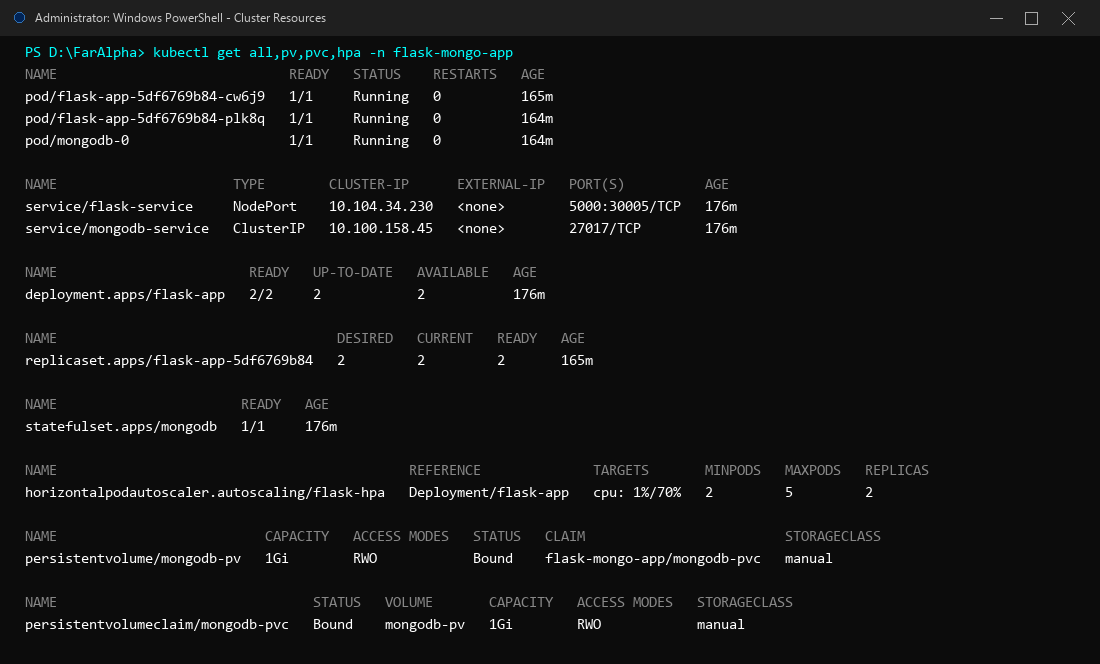 Administrator: Windows PowerShell - Cluster Resources
PS D:\FarAlpha> kubectl get all,pv,pvc,hpa -n flask-mongo-app
NAME                             READY   STATUS    RESTARTS   AGE
pod/flask-app-5df6769b84-cw6j9   1/1     Running   0          165m
pod/flask-app-5df6769b84-plk8q   1/1     Running   0          164m
pod/mongodb-0                    1/1     Running   0          164m
NAME                      TYPE        CLUSTER-IP      EXTERNAL-IP   PORT(S)          AGE
service/flask-service     NodePort    10.104.34.230   <none>        5000:30005/TCP   176m
service/mongodb-service   ClusterIP   10.100.158.45   <none>        27017/TCP        176m
NAME                        READY   UP-TO-DATE   AVAILABLE   AGE
deployment.apps/flask-app   2/2     2            2           176m
NAME                                   DESIRED   CURRENT   READY   AGE
replicaset.apps/flask-app-5df6769b84   2         2         2       165m
NAME                       READY   AGE
statefulset.apps/mongodb   1/1     176m
NAME                                            REFERENCE              TARGETS       MINPODS   MAXPODS   REPLICAS
horizontalpodautoscaler.autoscaling/flask-hpa   Deployment/flask-app   cpu: 1%/70%   2         5         2
NAME                          CAPACITY   ACCESS MODES   STATUS   CLAIM                         STORAGECLASS
persistentvolume/mongodb-pv   1Gi        RWO            Bound    flask-mongo-app/mongodb-pvc   manual
NAME                                STATUS   VOLUME       CAPACITY   ACCESS MODES   STORAGECLASS
persistentvolumeclaim/mongodb-pvc   Bound    mongodb-pv   1Gi        RWO            manual